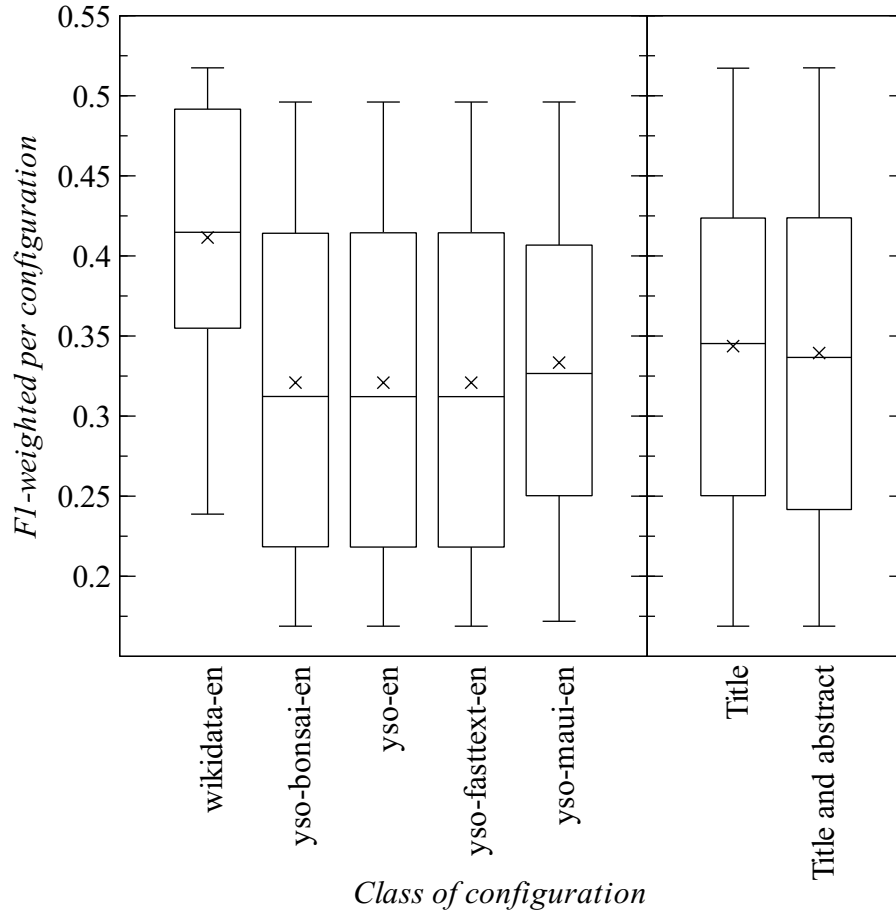 0.55
0.5
0.45
0.4
0.35
0.3
0.25
0.2
F1-weighted per configuration
wikidata-en
yso-bonsai-en
yso-en
yso-fasttext-en
yso-maui-en
Title
Title and abstract
Class of configuration